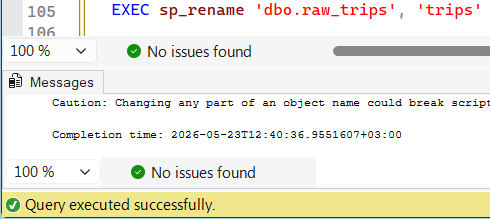 105
EXEC sp_rename 'dbo.raw_trips', 'trips'
106
100 %
No issues found
Messages
Caution: Changing any part of an object name could break script
Completion time: 2026-05-23T12:40:36.9551607+03:00
100 %
No issues found
Query executed successfully.